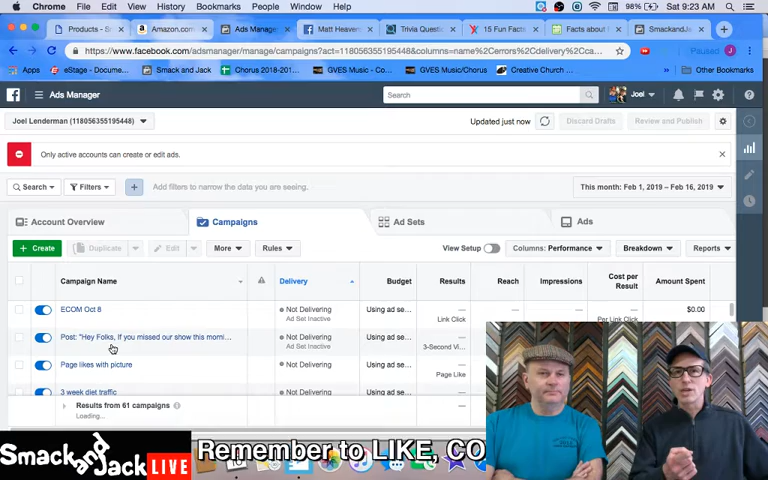 Chrome File Edit View History Bookmarks People Window Help 98% Sat 9:23 AM
Products - S Amazon.com Ads Manager Matt Heaven Trivia Quest 15 Fun Facts Facts about SmackandJ
https://www.facebook.com/adsmanager/manage/campaigns?act=118056355195448&columns=name%2Cerrors%2Cdelivery%2Cca... Paused J
Apps eStage - Docume... Smack and Jack Chorus 2018-201... GVES Music - Co... GVES Music/Chorus Creative Church ... » Other Bookmarks
Ads Manager Search Joel
Joel Lenderman (118056355195448) Updated just now Discard Drafts Review and Publish
Only active accounts can create or edit ads.
Search Filters Add filters to narrow the data you are seeing. This month: Feb 1, 2019 – Feb 16, 2019
Account Overview Campaigns Ad Sets Ads
+ Create Duplicate Edit More Rules View Setup Columns: Performance Breakdown Reports
Campaign Name Delivery Budget Results Reach Impressions Cost per Result Amount Spent
ECOM Oct 8 Not Delivering Using ad se... — — — — $0.00
Ad Set Inactive Link Click Per Link Click
Post: "Hey Folks, If you missed our show this morni... Not Delivering Using ad se... —
Ad Set Inactive 3-Second Vi...
Page likes with picture Not Delivering Using ad se... —
Page Like
3 week diet traffic Not Delivering Using ad se...
Results from 61 campaigns —
Loading...
Smack and Jack LIVE
Remember to LIKE, CO